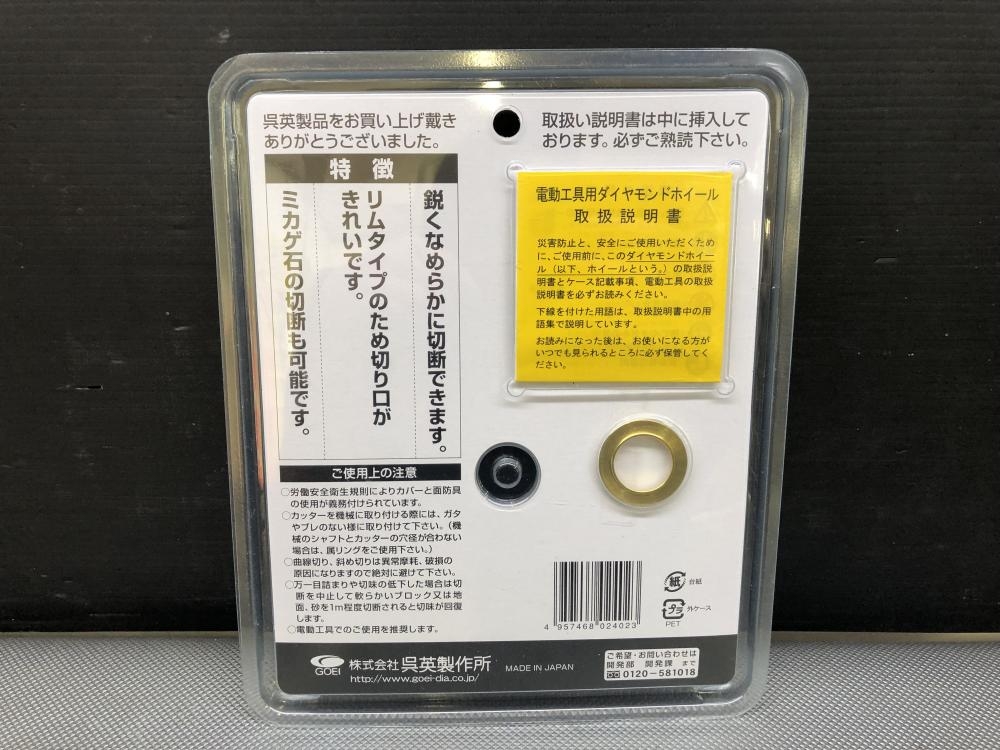 呉英製品をお買い上げ戴き
ありがとうございました。
取扱い説明書は中に挿入して
おります。必ずご熟読下さい。
特徴
鋭くなめらかに切断できます。
リムタイプのため切り口が
きれいです。
ミカゲ石の切断も可能です。
電動工具用ダイヤモンドホイール
取扱説明書
災害防止と、安全にご使用いただくため
に、ご使用前に、このダイヤモンドホイー
ル（以下、ホイールという。）の取扱説
明書とケース記載事項、電動工具の取扱
説明書を必ずお読みください。
下線を付けた用語は、取扱説明書中の用
語集で説明しています。
お読みになった後は、お使いになる方が
いつでも見られるところに必ず保管してく
ださい。
ご使用上の注意
○労働安全衛生規則によりカバーと面防具
の使用が義務付けられています。
○カッターを機械に取り付ける際には、ガタ
やブレのない様に取り付けて下さい。（機
械のシャフトとカッターの穴径が合わない
場合は、属リングをご使用下さい。）
○曲線切り、斜め切りは異常摩耗、破損の
原因になりますので絶対に避けて下さい。
○万一目詰まりや切味の低下した場合は切
断を中止して軟らかいブロック又は地
面、砂を1m程度切断されると切味が回復
します。
○電動工具でのご使用を推奨します。
4 957468 024023
紙 台紙
プラ 外ケース
PET
GOEI 株式会社 呉英製作所 MADE IN JAPAN
http://www.goei-dia.co.jp/
ご希望・お問い合わせは
開発部 開発課 まで
0120-581018